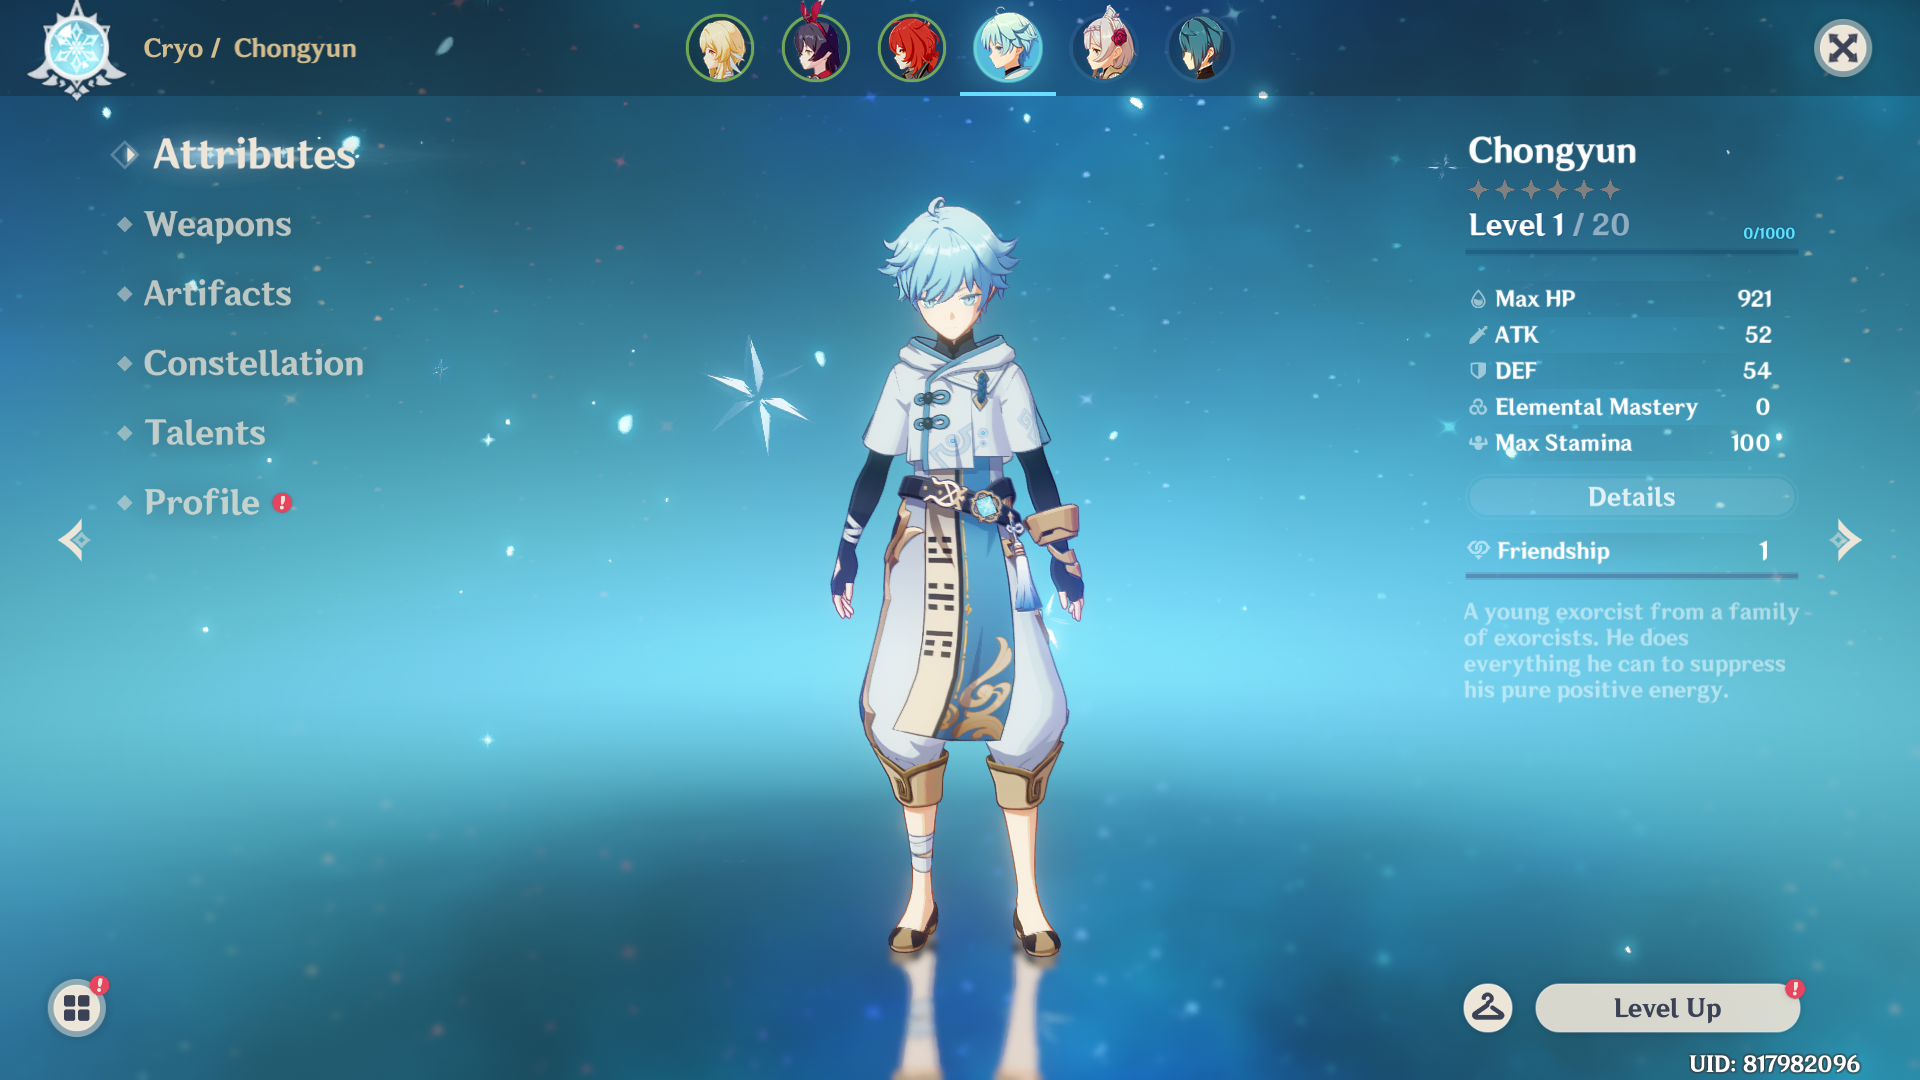 Cryo / Chongyun
Attributes
Weapons
Artifacts
Constellation
Talents
Profile
Chongyun
Level 1 / 20
0/1000
Max HP 921
ATK 52
DEF 54
Elemental Mastery 0
Max Stamina 100
Details
Friendship 1
A young exorcist from a family
of exorcists. He does
everything he can to suppress
his pure positive energy.
Level Up
UID: 817982096